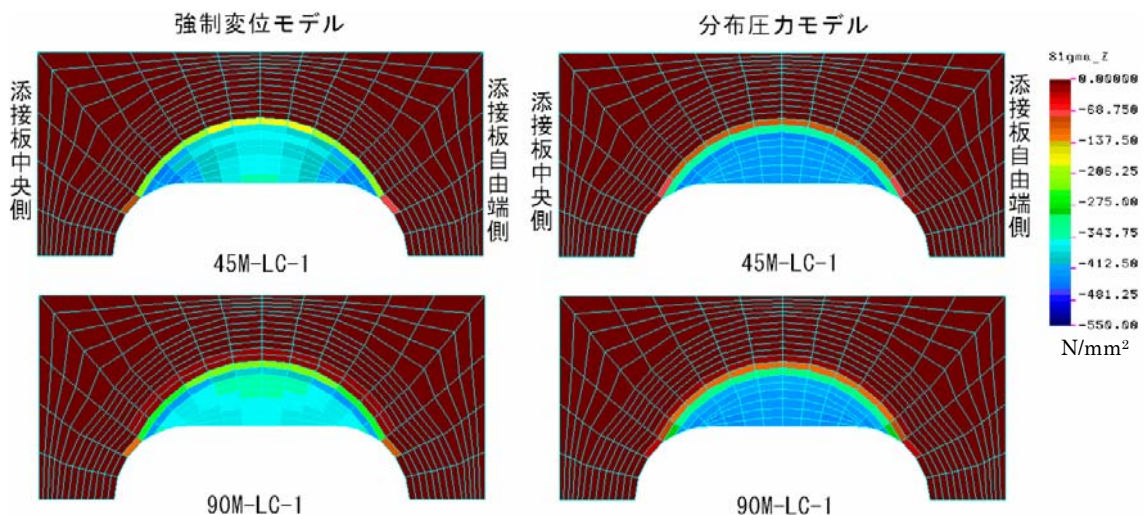 強制変位モデル
分布圧力モデル
添接板中央側
添接板自由端側
添接板中央側
添接板自由端側
45M-LC-1
45M-LC-1
90M-LC-1
90M-LC-1
Sigma_Z
0.00000
-68.750
-137.50
-206.25
-275.00
-343.75
-412.50
-481.25
-550.00
N/mm²